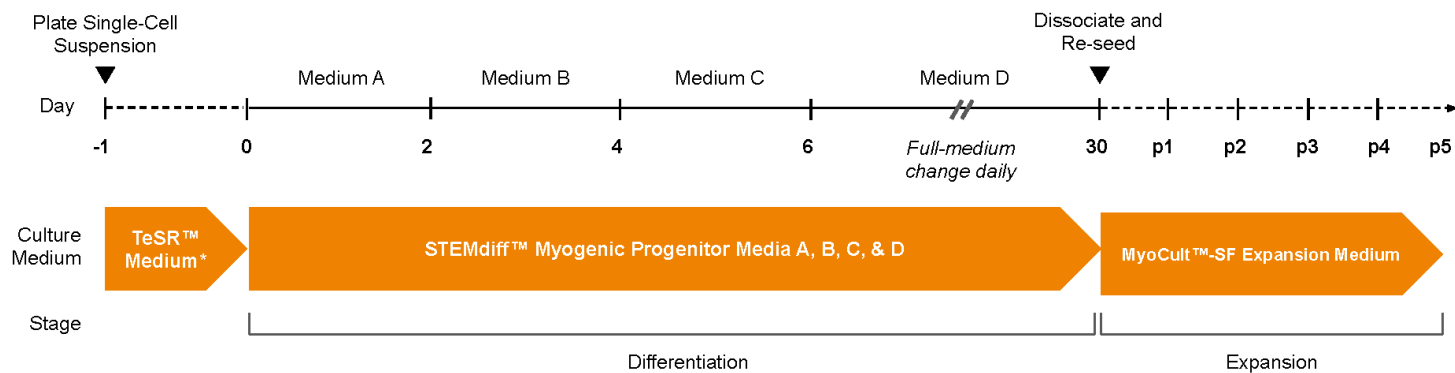 Plate Single-Cell
Suspension
Dissociate and
Re-seed
Medium A
Medium B
Medium C
Medium D
Day
-1
0
2
4
6
Full-medium
change daily
30
p1
p2
p3
p4
p5
Culture
Medium
TeSR™
Medium*
STEMdiff™ Myogenic Progenitor Media A, B, C, & D
MyoCult™-SF Expansion Medium
Stage
Differentiation
Expansion